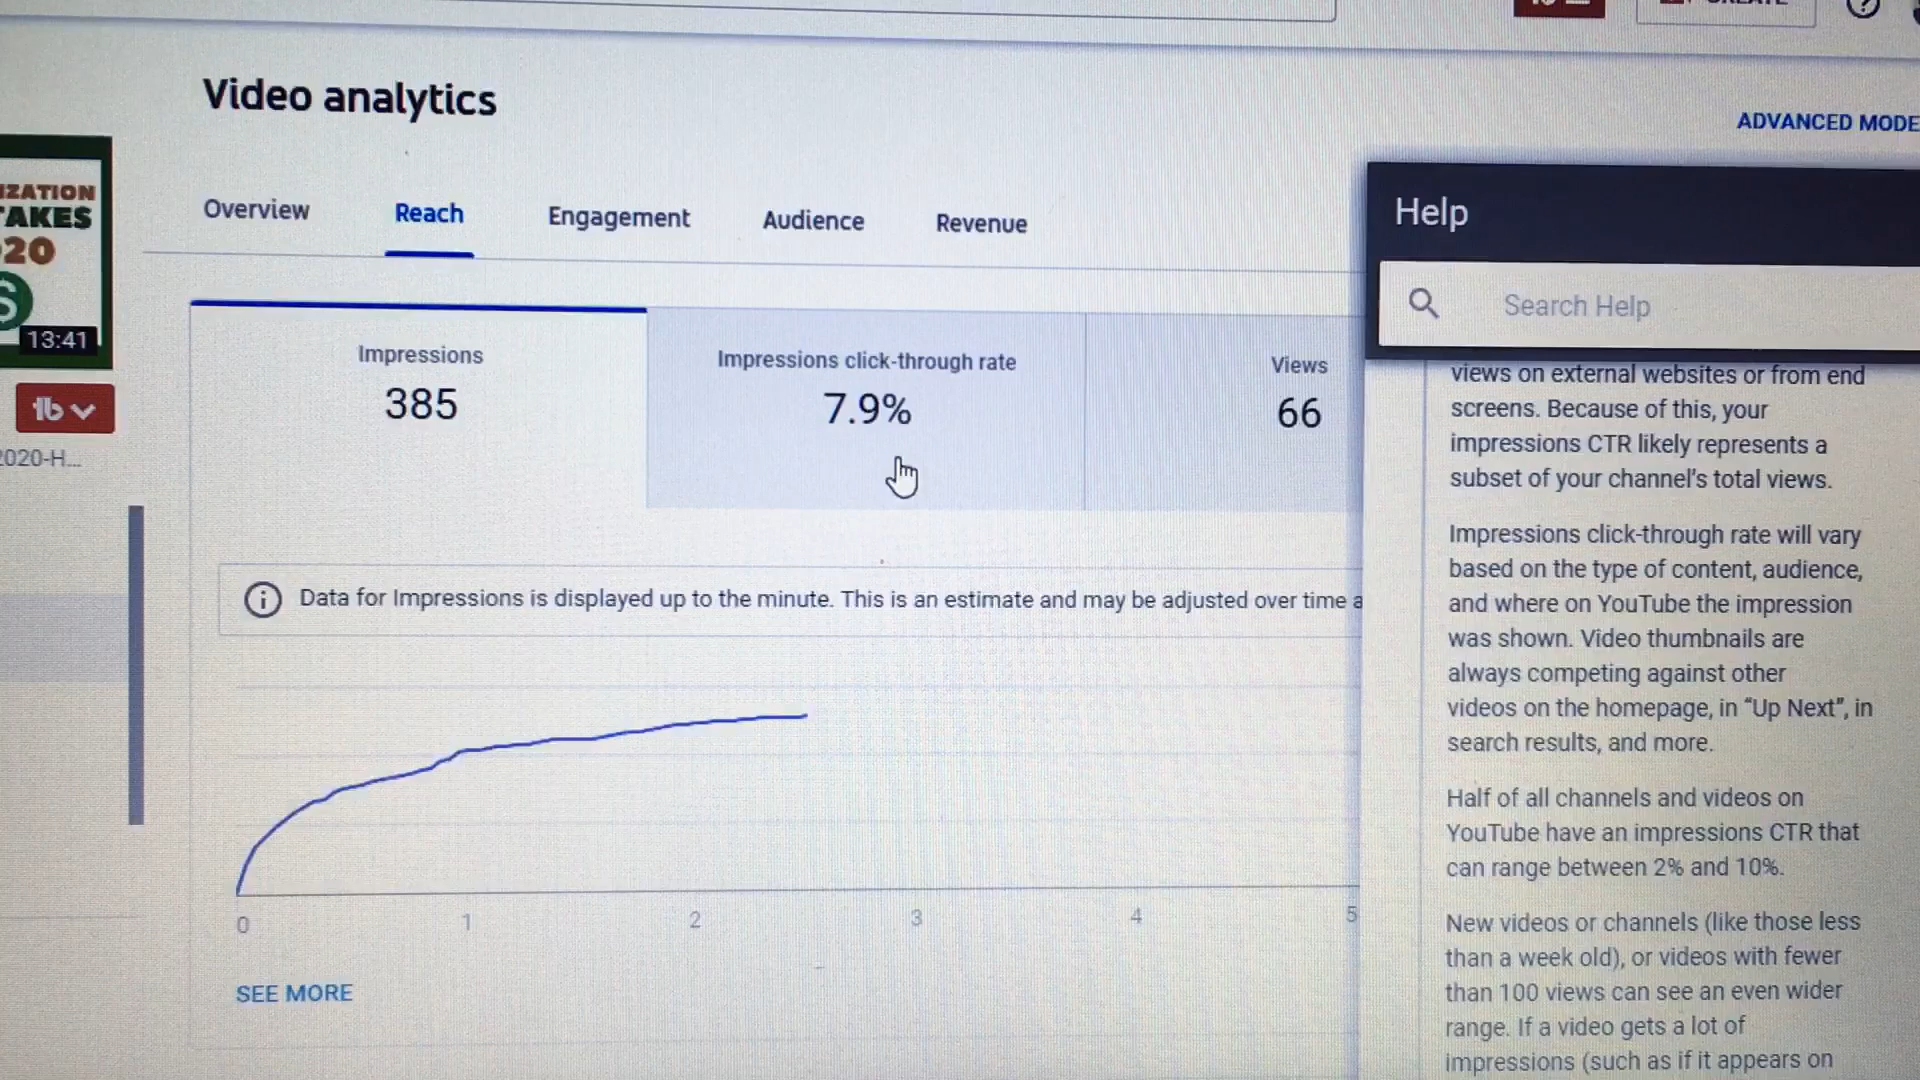 Video analytics
ADVANCED MODE
IZATION
TAKES
20
$
13:41
2020-H...
Overview
Reach
Engagement
Audience
Revenue
Impressions
385
Impressions click-through rate
7.9%
Views
66
Data for Impressions is displayed up to the minute. This is an estimate and may be adjusted over time a
0 1 2 3 4 5
SEE MORE
Help
Search Help
views on external websites or from end
screens. Because of this, your
impressions CTR likely represents a
subset of your channel's total views.
Impressions click-through rate will vary
based on the type of content, audience,
and where on YouTube the impression
was shown. Video thumbnails are
always competing against other
videos on the homepage, in "Up Next", in
search results, and more.
Half of all channels and videos on
YouTube have an impressions CTR that
can range between 2% and 10%.
New videos or channels (like those less
than a week old), or videos with fewer
than 100 views can see an even wider
range. If a video gets a lot of
impressions (such as if it appears on